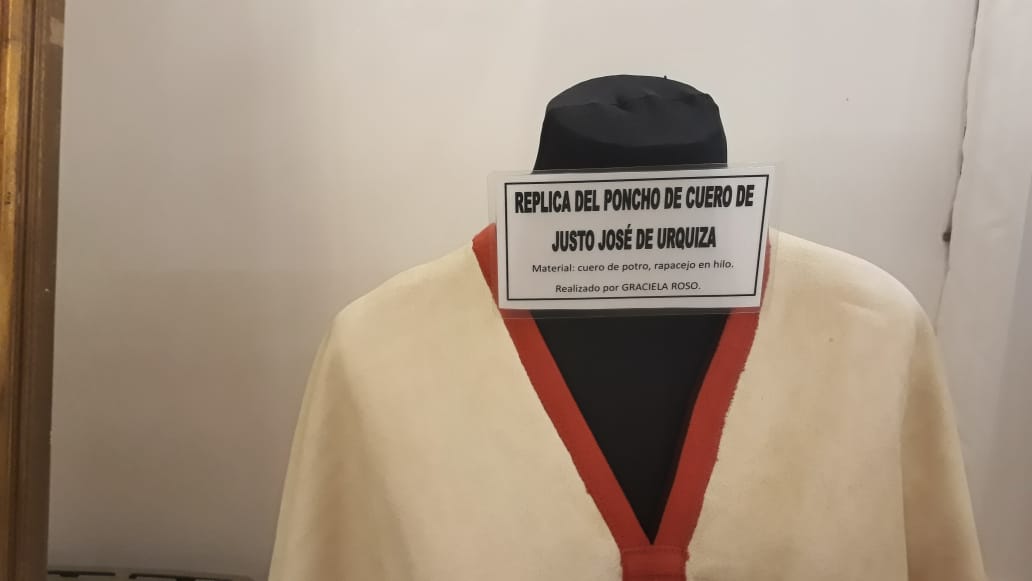 REPLICA DEL PONCHO DE CUERO DE
JUSTO JOSÉ DE URQUIZA
Material: cuero de potro, rapacejo en hilo.
Realizado por GRACIELA ROSO.